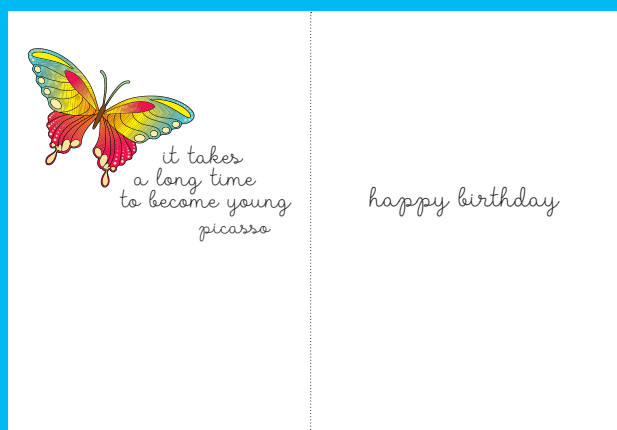 it takes
a long time
to become young
picasso
happy birthday